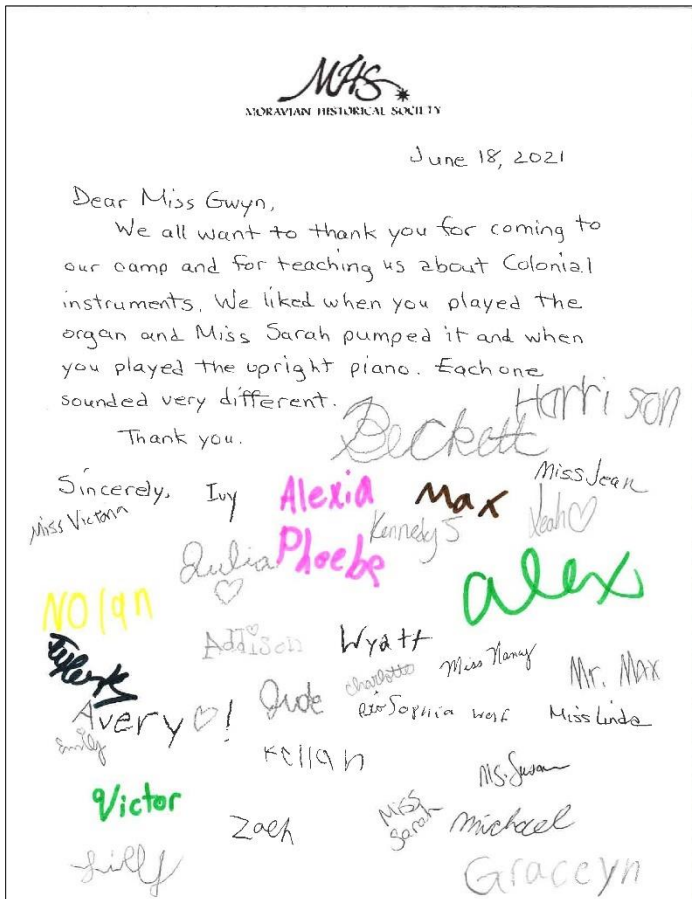 MHS
MORAVIAN HISTORICAL SOCIETY
June 18, 2021
Dear Miss Gwyn,
We all want to thank you for coming to
our camp and for teaching us about Colonial
instruments. We liked when you played the
organ and Miss Sarah pumped it and when
you played the upright piano. Each one
sounded very different.
Harrison
Beckett
Thank you.
Sincerely, Ivy Alexia Max Miss Jean
Miss Victoria Kennedy S Leah♡
Julia♡ Phoebe
Alex
Nolan
Addison Wyatt
Charlotte Miss Nancy Mr. Max
Avery♡! Jude Sophia Miss Linda
Emily
Kellan
Ms. Susan
Victor
Zach Miss Sarah Michael
Lilly
Graceyn